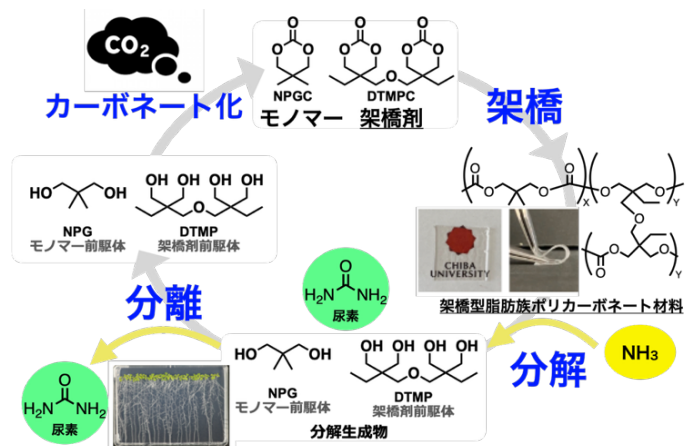 CO₂
カーボネート化
NPGC
モノマー
DTMPC
架橋剤
架橋
HO OH
NPG
モノマー前駆体
OH OH OH OH
O
DTMP
架橋剤前駆体
CHIBA
UNIVERSITY
架橋型脂肪族ポリカーボネート材料
分離
O
H₂N NH₂
尿素
NH₃
分解
HO OH
NPG
モノマー前駆体
OH OH OH OH
O
DTMP
架橋剤前駆体
分解生成物
O
H₂N NH₂
尿素